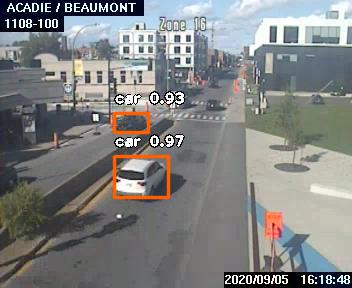 ACADIE / BEAUMONT
1108-100
Zone 16
car 0.93
car 0.97
2020/09/05 16:18:48